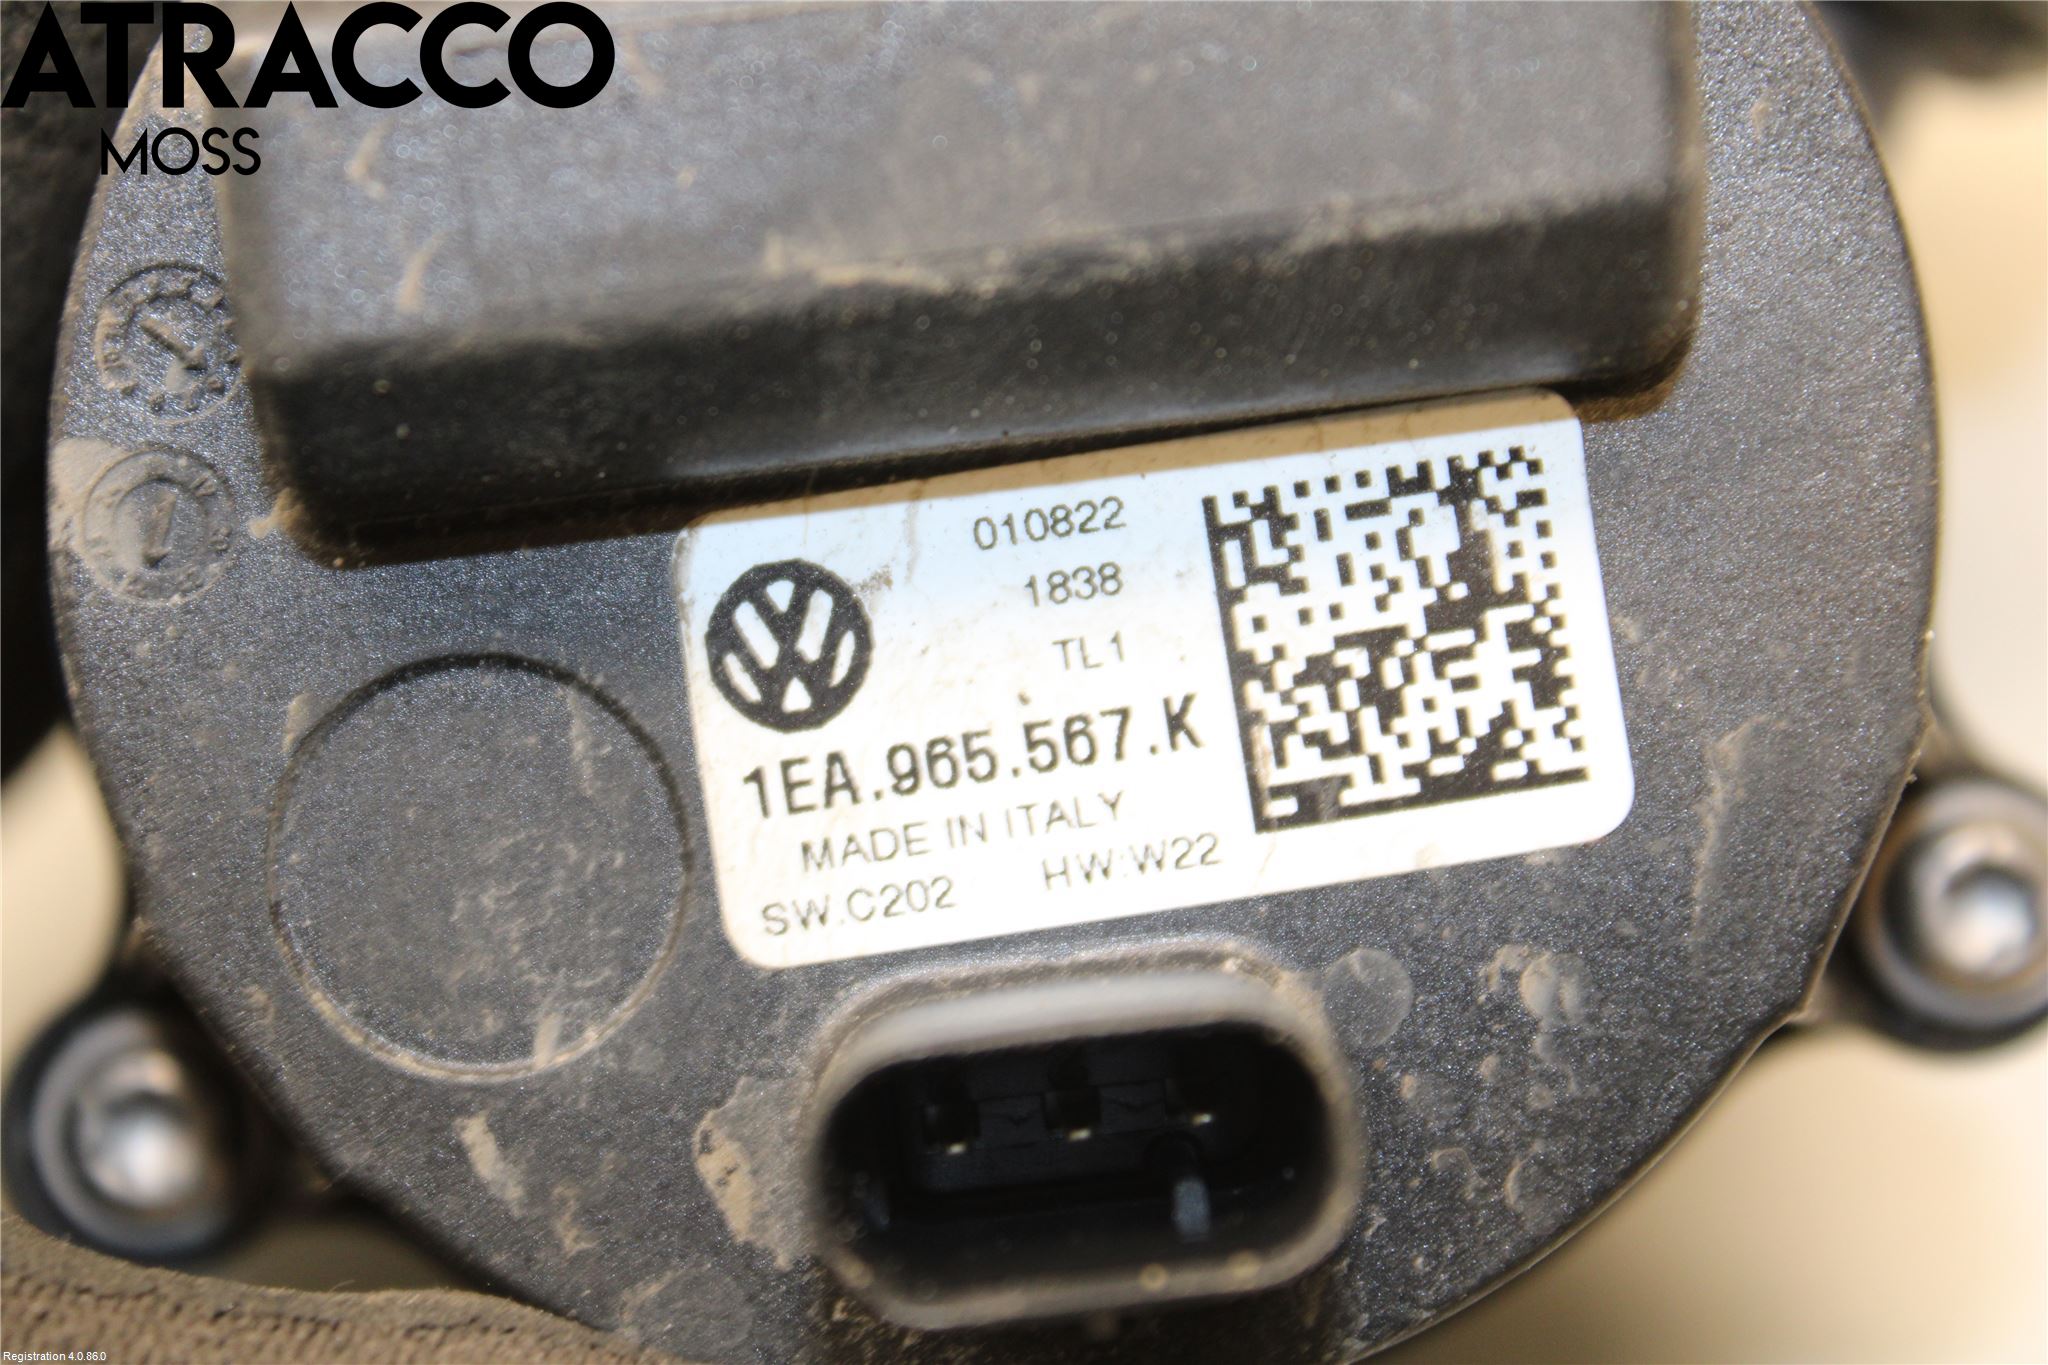 ATRACCO
MOSS
010822
1838
TL1
1EA.965.567.K
MADE IN ITALY
SW.C202 HW:W22
Registration 4.0.86.0